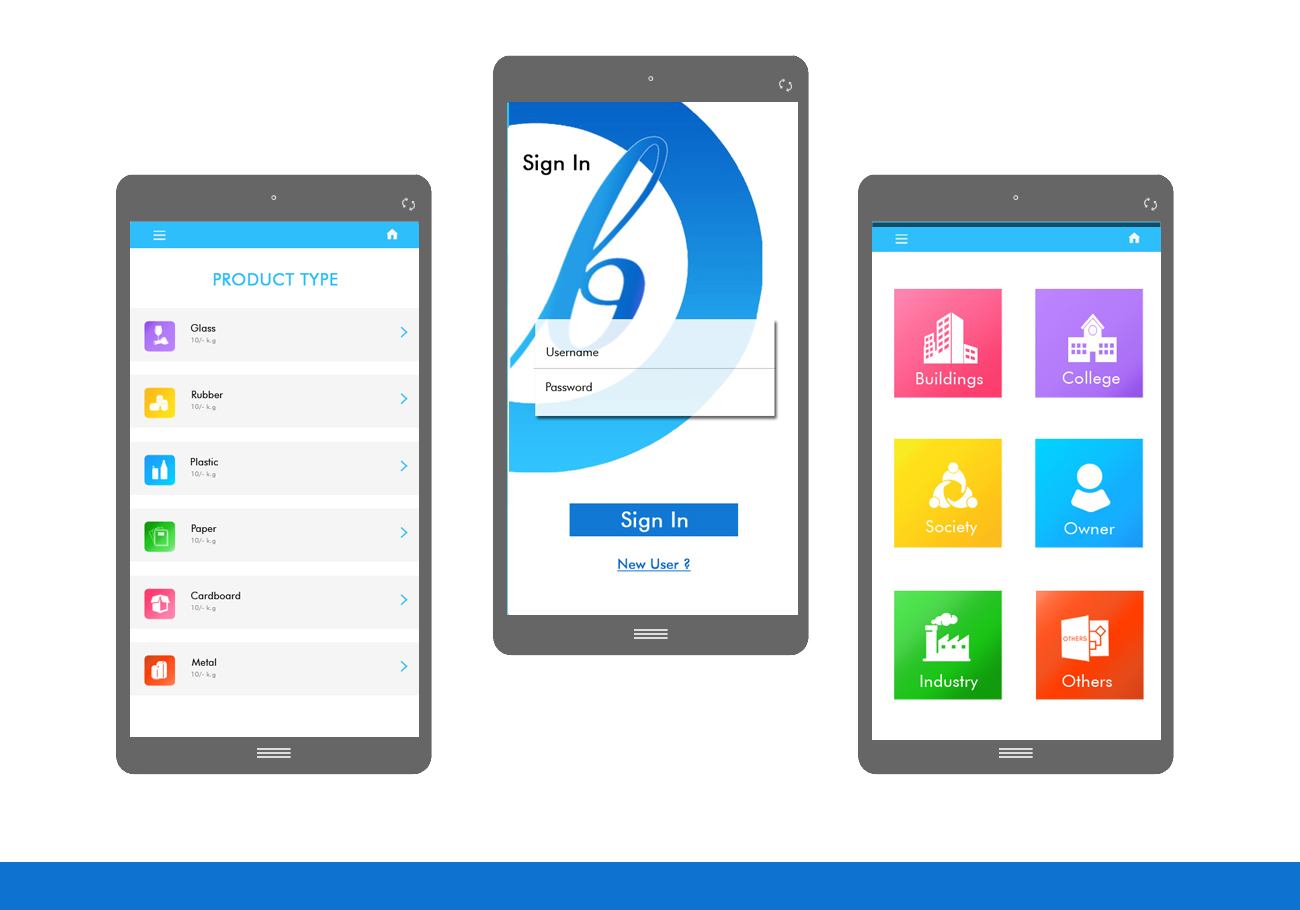 PRODUCT TYPE
Glass
10/- k.g
Rubber
10/- k.g
Plastic
10/- k.g
Paper
10/- k.g
Cardboard
10/- k.g
Metal
10/- k.g
Sign In
b
Username
Password
Sign In
New User ?
Buildings
College
Society
Owner
OTHERS
Industry
Others